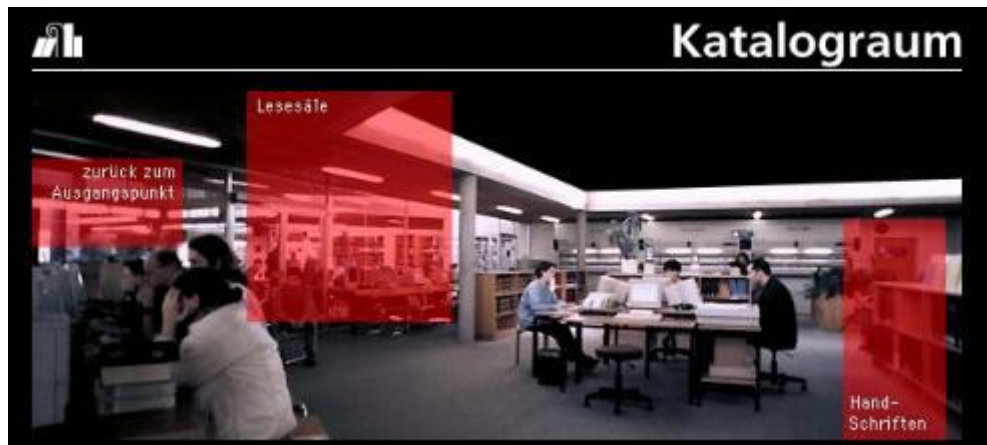 Katalograum
Lesesäle
zurück zum
Ausgangspunkt
Hand-
Schriften